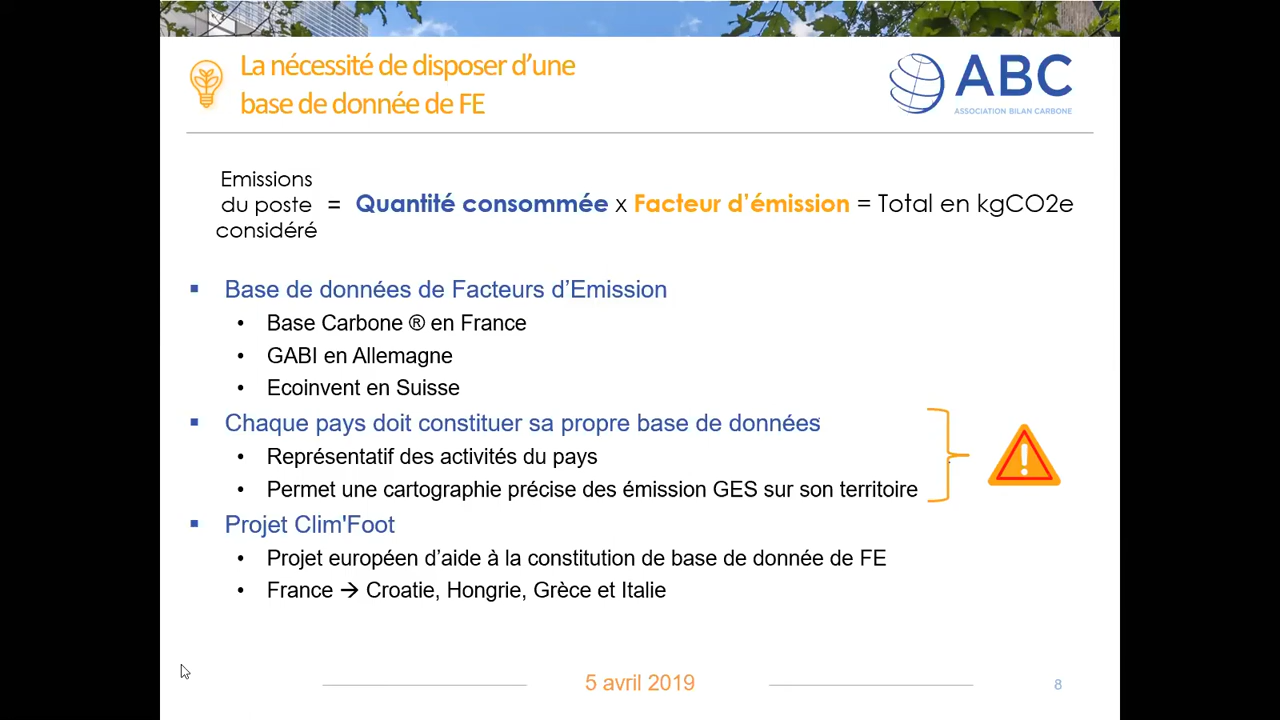 La nécessité de disposer d’une
base de donnée de FE
ABC
ASSOCIATION BILAN CARBONE
Emissions
du poste
considéré
= Quantité consommée x Facteur d’émission = Total en kgCO2e
Base de données de Facteurs d’Emission
Base Carbone ® en France
GABI en Allemagne
Ecoinvent en Suisse
Chaque pays doit constituer sa propre base de données
Représentatif des activités du pays
Permet une cartographie précise des émission GES sur son territoire
Projet Clim'Foot
Projet européen d’aide à la constitution de base de donnée de FE
France → Croatie, Hongrie, Grèce et Italie
5 avril 2019
8